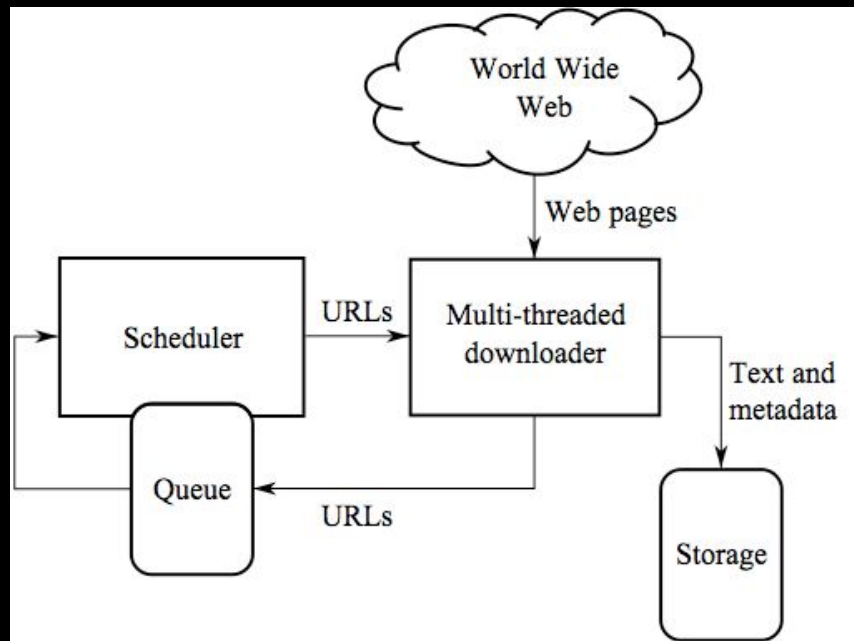 World Wide
Web
Web pages
Scheduler
URLs
Multi-threaded
downloader
Text and
metadata
Queue
URLs
Storage